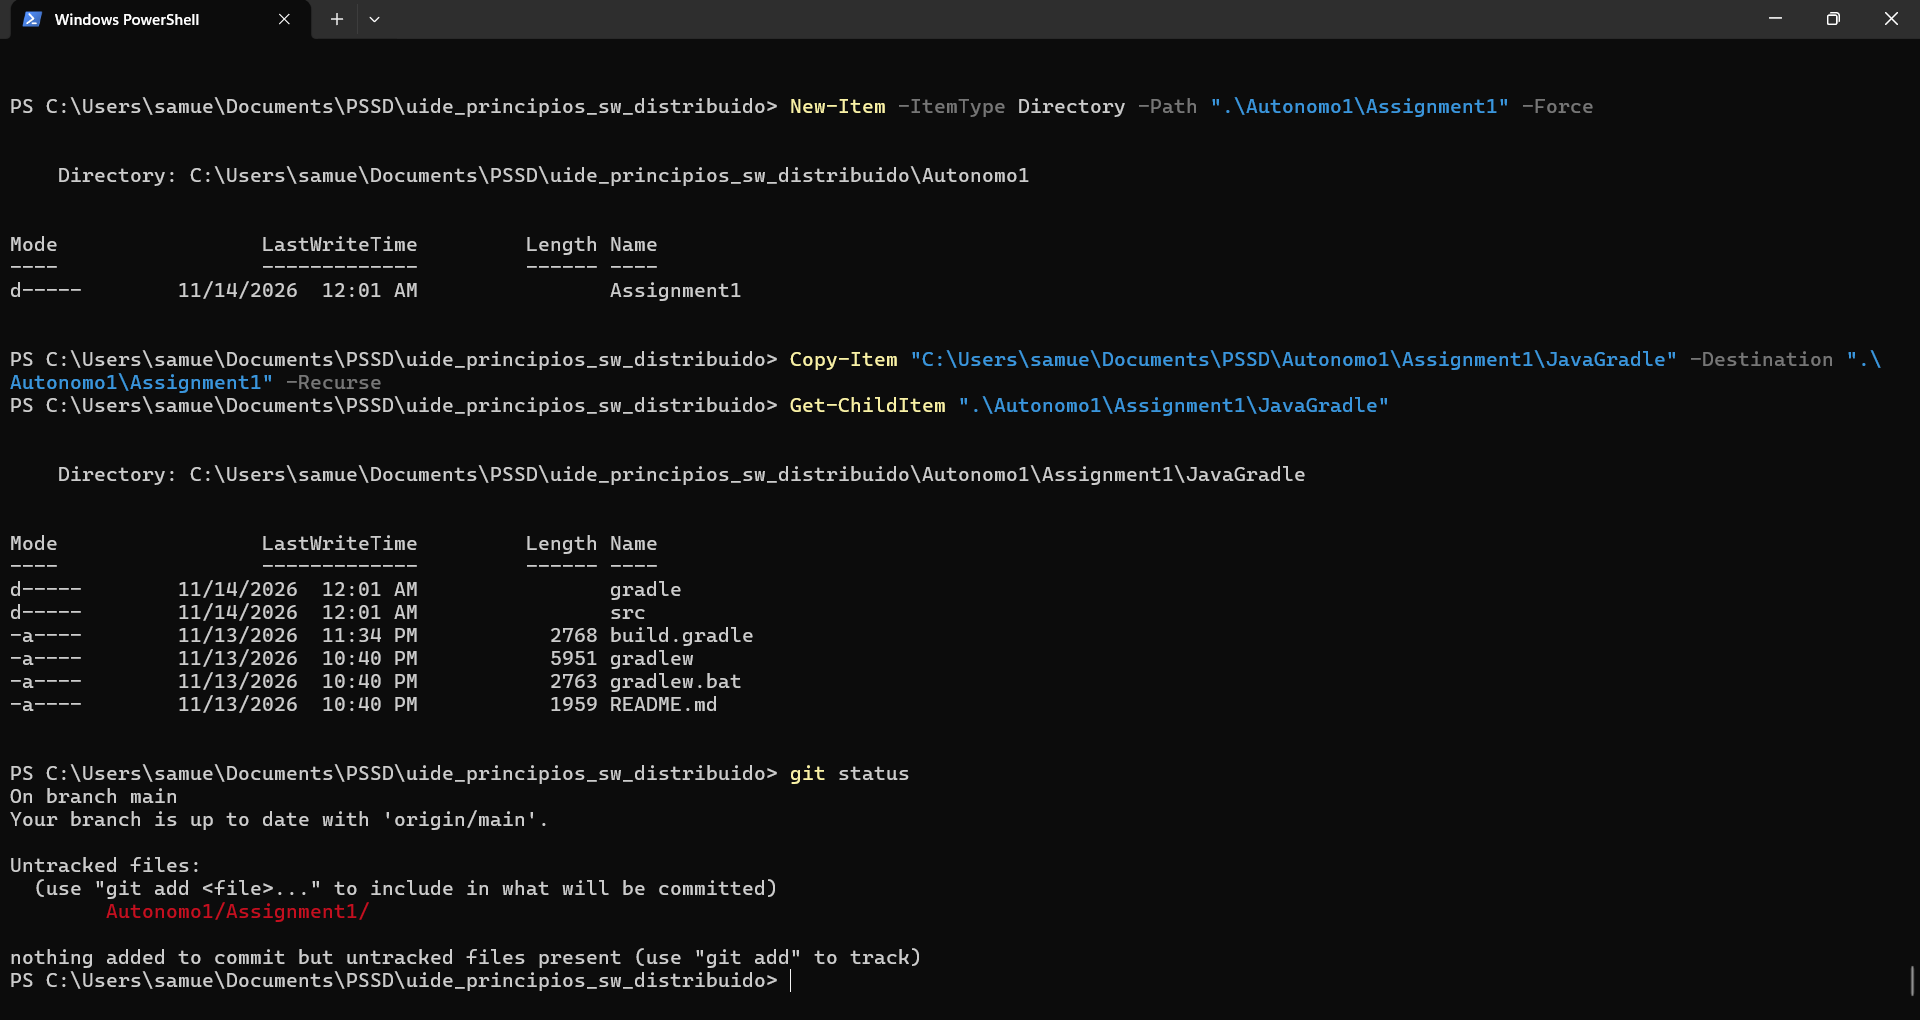 Windows PowerShell
PS C:\Users\samue\Documents\PSSD\uide_principios_sw_distribuido> New-Item -ItemType Directory -Path ".\Autonomo1\Assignment1" -Force
    Directory: C:\Users\samue\Documents\PSSD\uide_principios_sw_distribuido\Autonomo1
Mode                 LastWriteTime         Length Name
----                 -------------         ------ ----
d-----        11/14/2026  12:01 AM                Assignment1
PS C:\Users\samue\Documents\PSSD\uide_principios_sw_distribuido> Copy-Item "C:\Users\samue\Documents\PSSD\Autonomo1\Assignment1\JavaGradle" -Destination ".\
Autonomo1\Assignment1" -Recurse
PS C:\Users\samue\Documents\PSSD\uide_principios_sw_distribuido> Get-ChildItem ".\Autonomo1\Assignment1\JavaGradle"
    Directory: C:\Users\samue\Documents\PSSD\uide_principios_sw_distribuido\Autonomo1\Assignment1\JavaGradle
Mode                 LastWriteTime         Length Name
----                 -------------         ------ ----
d-----        11/14/2026  12:01 AM                gradle
d-----        11/14/2026  12:01 AM                src
-a----        11/13/2026  11:34 PM           2768 build.gradle
-a----        11/13/2026  10:40 PM           5951 gradlew
-a----        11/13/2026  10:40 PM           2763 gradlew.bat
-a----        11/13/2026  10:40 PM           1959 README.md
PS C:\Users\samue\Documents\PSSD\uide_principios_sw_distribuido> git status
On branch main
Your branch is up to date with 'origin/main'.
Untracked files:
  (use "git add <file>..." to include in what will be committed)
        Autonomo1/Assignment1/
nothing added to commit but untracked files present (use "git add" to track)
PS C:\Users\samue\Documents\PSSD\uide_principios_sw_distribuido>